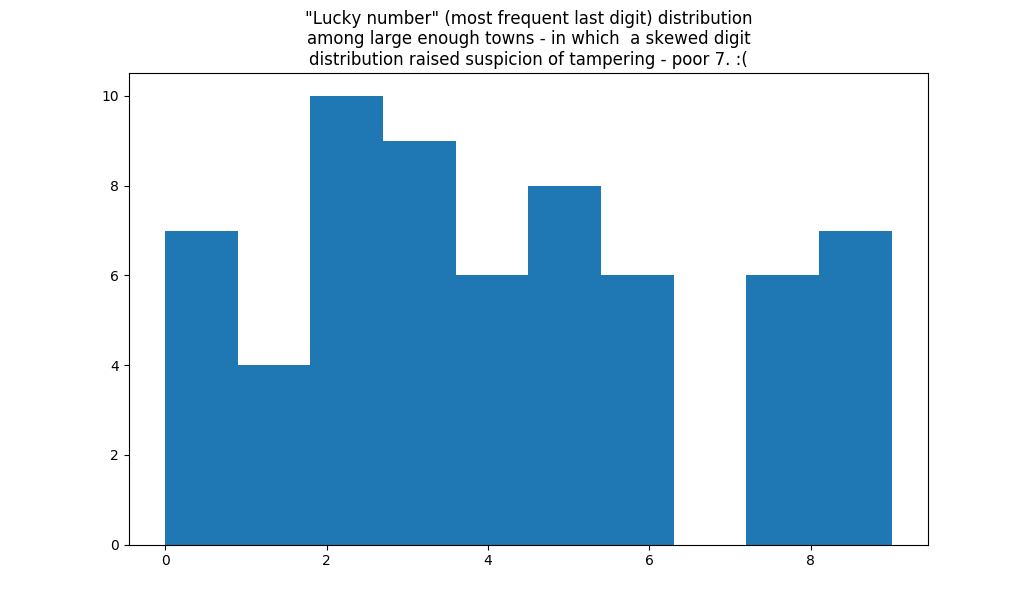 "Lucky number" (most frequent last digit) distribution
among large enough towns - in which  a skewed digit
distribution raised suspicion of tampering - poor 7. :(
10
8
6
4
2
0
0 2 4 6 8